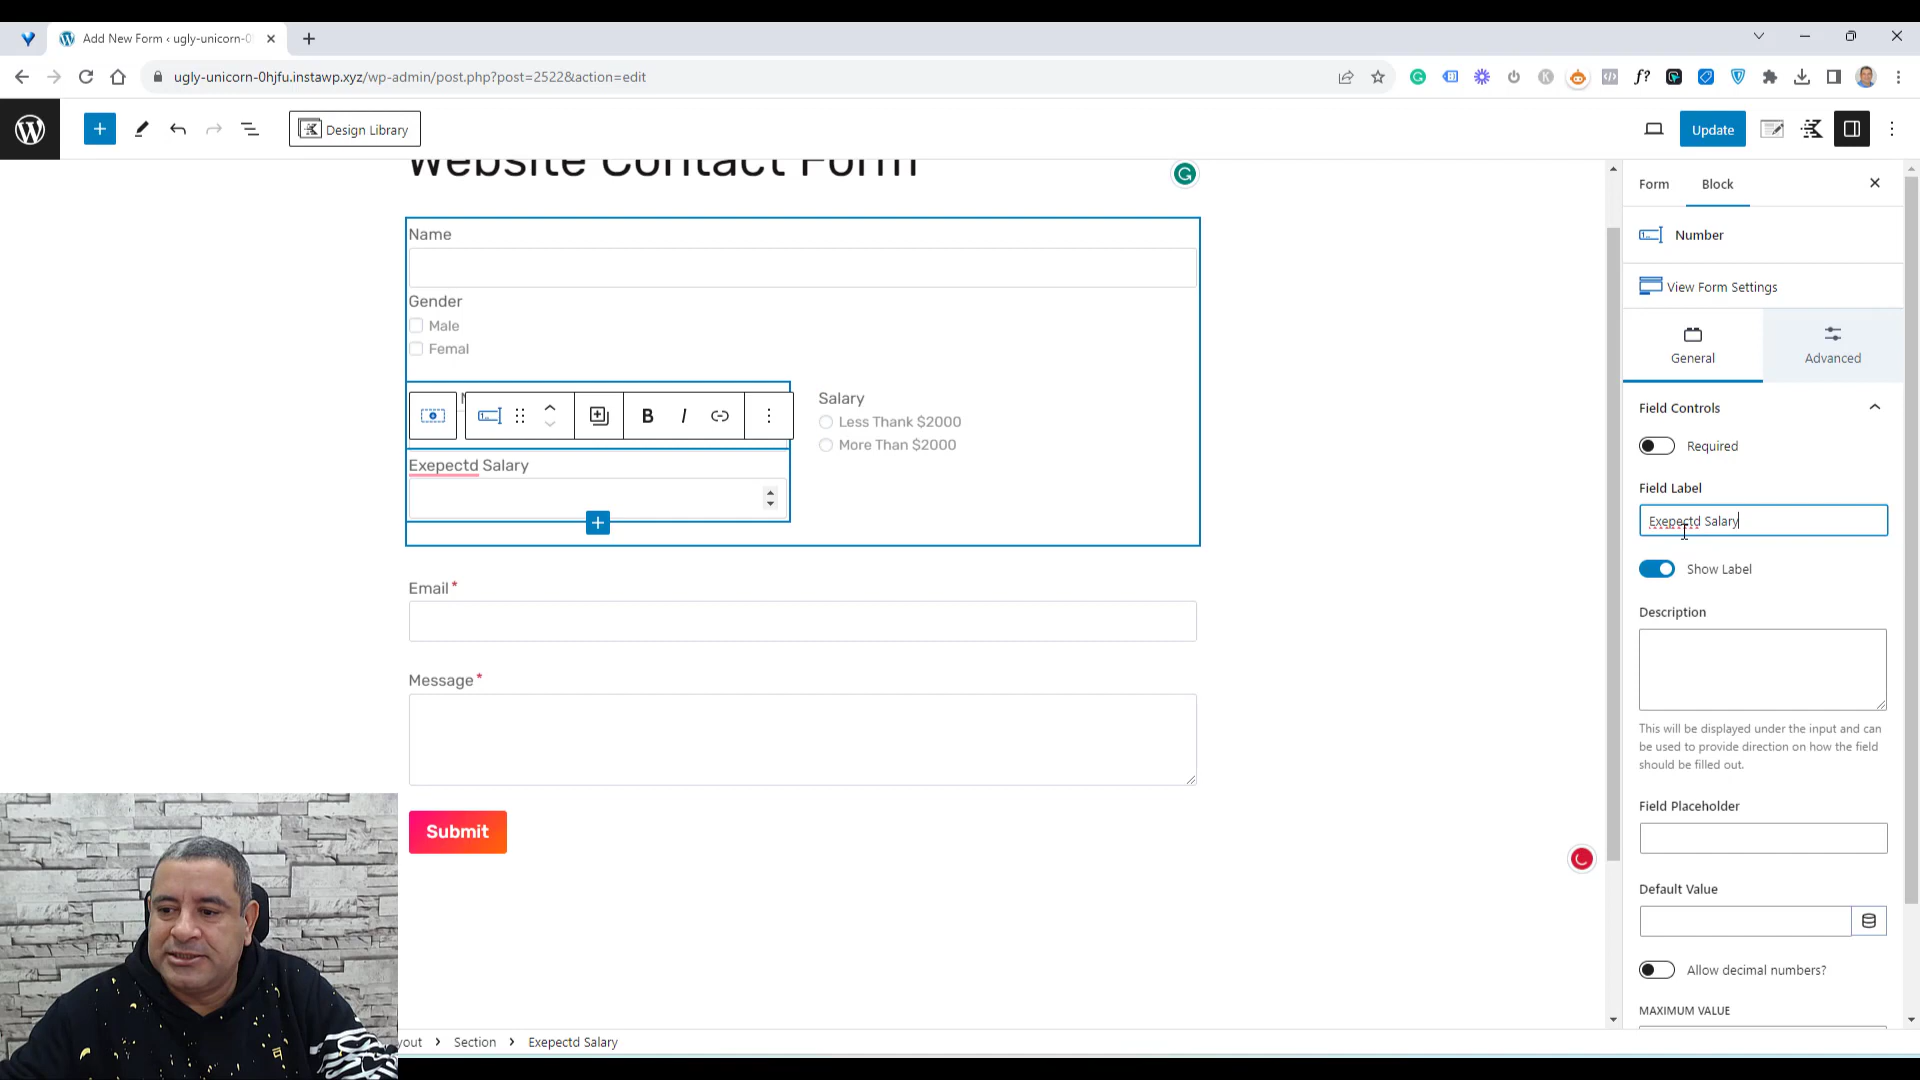 Add New Form ‹ ugly-unicorn-0
ugly-unicorn-0hjfu.instawp.xyz/wp-admin/post.php?post=2522&action=edit
Design Library
Update
Website Contact Form
Name
Gender
Male
Femal
Salary
Less Thank $2000
More Than $2000
Exepectd Salary
Email *
Message *
Submit
Form
Block
Number
View Form Settings
General
Advanced
Field Controls
Required
Field Label
Exepectd Salary
Show Label
Description
This will be displayed under the input and can
be used to provide direction on how the field
should be filled out.
Field Placeholder
Default Value
Allow decimal numbers?
MAXIMUM VALUE
Section > Exepectd Salary